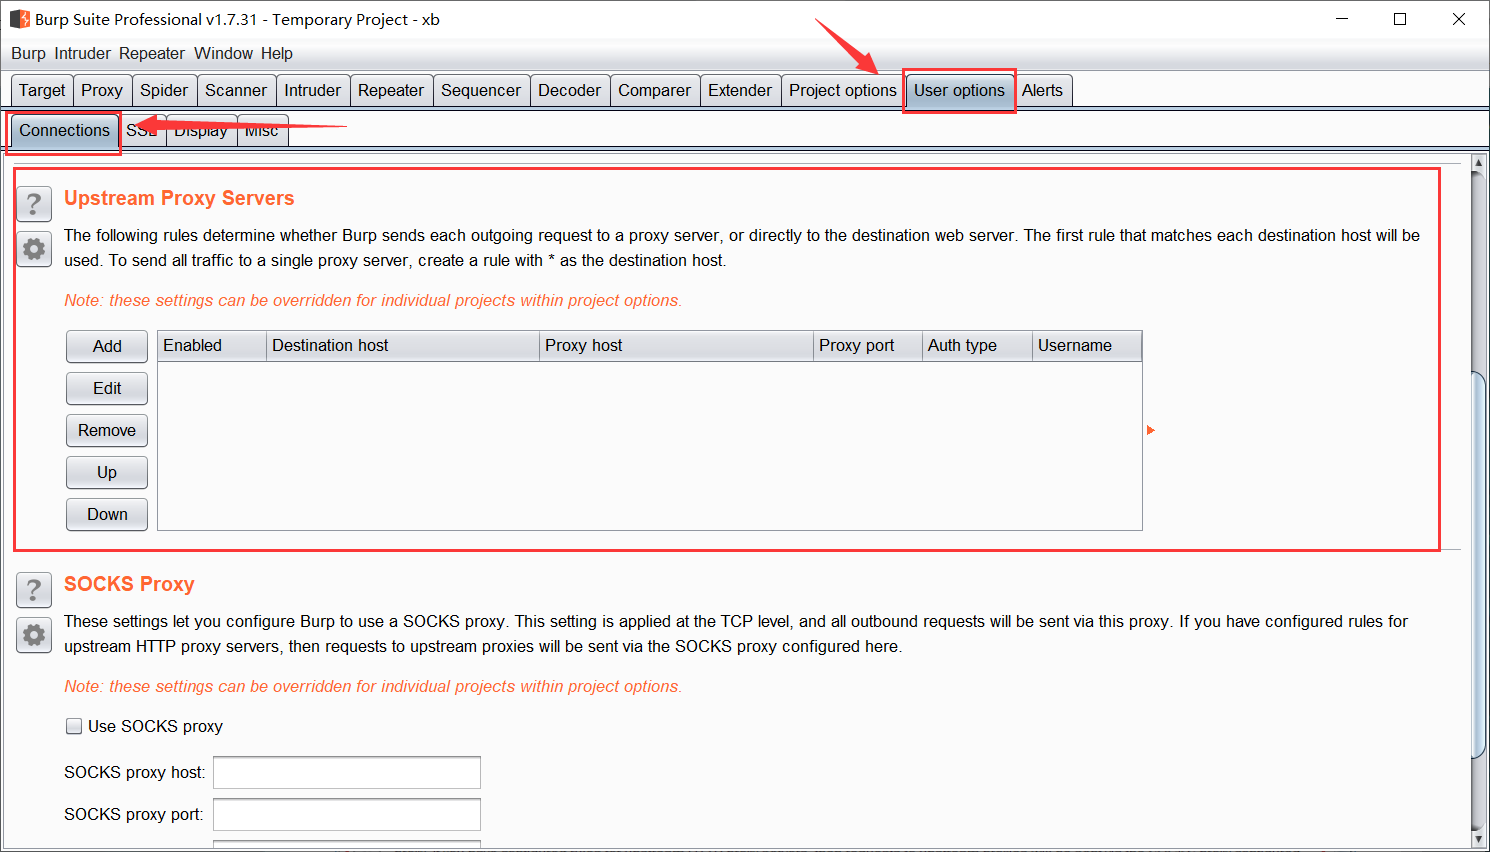 Burp Suite Professional v1.7.31 - Temporary Project - xb
Burp Intruder Repeater Window Help
Target Proxy Spider Scanner Intruder Repeater Sequencer Decoder Comparer Extender Project options User options Alerts
Connections Display Misc
Upstream Proxy Servers
The following rules determine whether Burp sends each outgoing request to a proxy server, or directly to the destination web server. The first rule that matches each destination host will be
used. To send all traffic to a single proxy server, create a rule with * as the destination host.
Note: these settings can be overridden for individual projects within project options.
Add
Enabled Destination host Proxy host Proxy port Auth type Username
Edit
Remove
Up
Down
SOCKS Proxy
These settings let you configure Burp to use a SOCKS proxy. This setting is applied at the TCP level, and all outbound requests will be sent via this proxy. If you have configured rules for
upstream HTTP proxy servers, then requests to upstream proxies will be sent via the SOCKS proxy configured here.
Note: these settings can be overridden for individual projects within project options.
Use SOCKS proxy
SOCKS proxy host:
SOCKS proxy port: